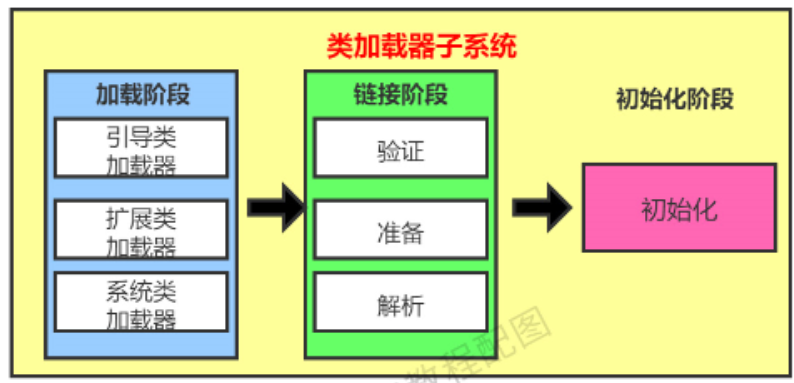 类加载器子系统
加载阶段
引导类
加载器
扩展类
加载器
系统类
加载器
链接阶段
验证
准备
解析
初始化阶段
初始化
教程配图